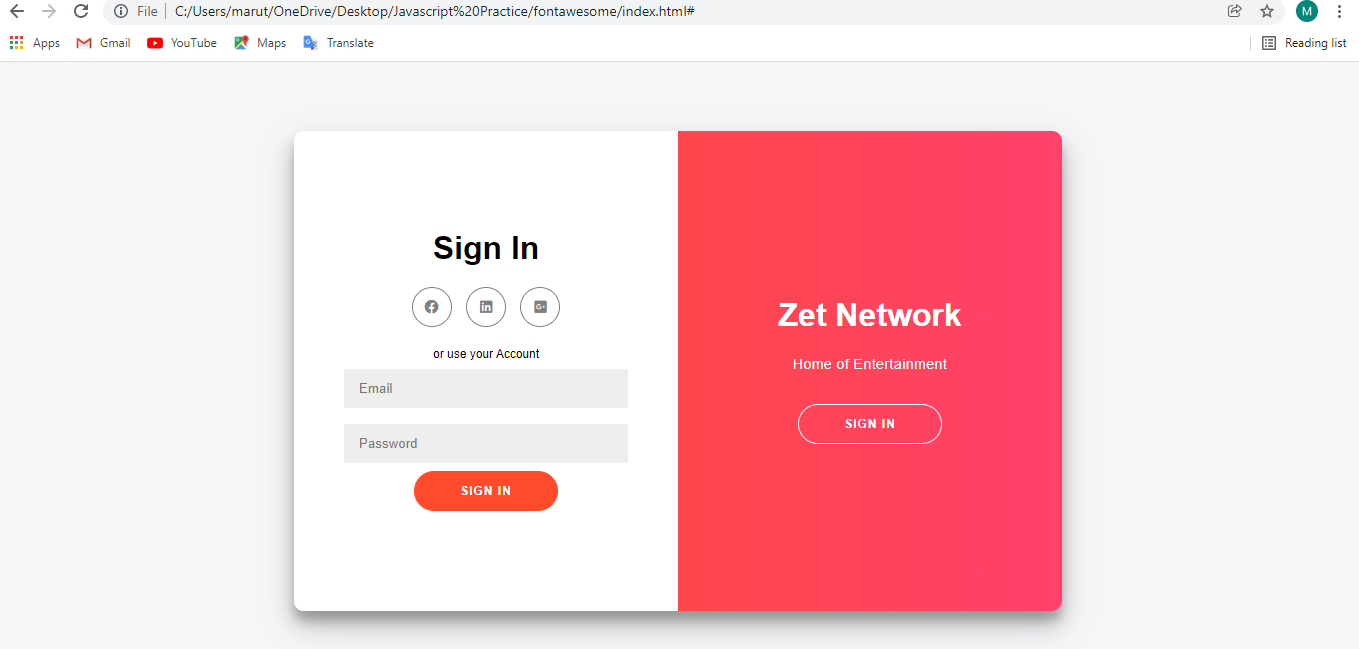 File C:/Users/marut/OneDrive/Desktop/Javascript%20Practice/fontawesome/index.html# M
Apps Gmail YouTube Maps Translate Reading list
Sign In
or use your Account
Email
Password
SIGN IN
Zet Network
Home of Entertainment
SIGN IN